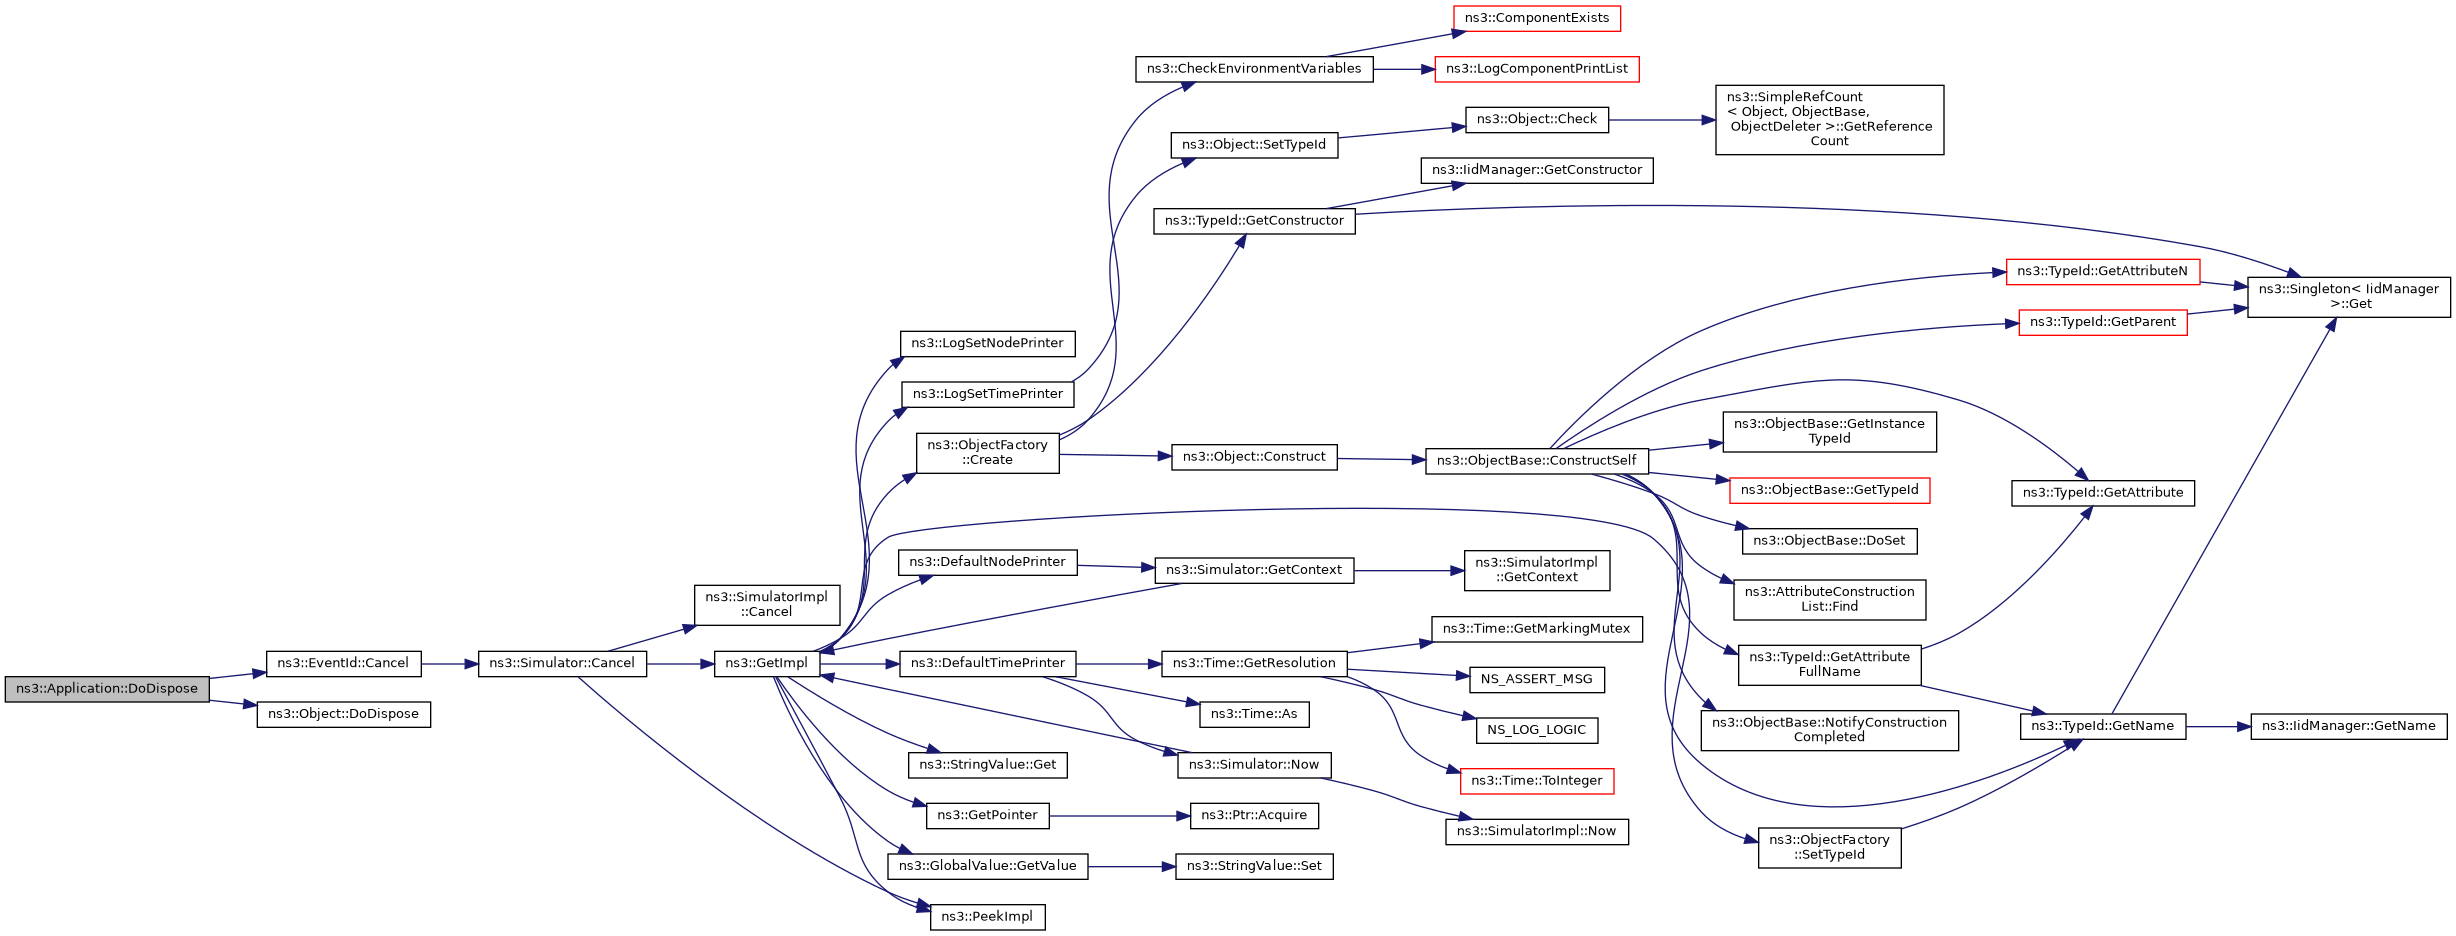 ns3::ComponentExists
ns3::CheckEnvironmentVariables
ns3::LogComponentPrintList
ns3::SimpleRefCount
< Object, ObjectBase,
ObjectDeleter >::GetReference
Count
ns3::Object::Check
ns3::Object::SetTypeId
ns3::IidManager::GetConstructor
ns3::TypeId::GetConstructor
ns3::TypeId::GetAttributeN
ns3::Singleton< IidManager
>::Get
ns3::TypeId::GetParent
ns3::LogSetNodePrinter
ns3::LogSetTimePrinter
ns3::ObjectFactory
::Create
ns3::Object::Construct
ns3::ObjectBase::ConstructSelf
ns3::ObjectBase::GetInstance
TypeId
ns3::ObjectBase::GetTypeId
ns3::TypeId::GetAttribute
ns3::ObjectBase::DoSet
ns3::DefaultNodePrinter
ns3::Simulator::GetContext
ns3::SimulatorImpl
::GetContext
ns3::AttributeConstruction
List::Find
ns3::SimulatorImpl
::Cancel
ns3::Time::GetMarkingMutex
ns3::Application::DoDispose
ns3::EventId::Cancel
ns3::Simulator::Cancel
ns3::GetImpl
ns3::DefaultTimePrinter
ns3::Time::GetResolution
ns3::TypeId::GetAttribute
FullName
NS_ASSERT_MSG
ns3::Object::DoDispose
ns3::Time::As
NS_LOG_LOGIC
ns3::ObjectBase::NotifyConstruction
Completed
ns3::TypeId::GetName
ns3::IidManager::GetName
ns3::StringValue::Get
ns3::Simulator::Now
ns3::Time::ToInteger
ns3::GetPointer
ns3::Ptr::Acquire
ns3::SimulatorImpl::Now
ns3::ObjectFactory
::SetTypeId
ns3::GlobalValue::GetValue
ns3::StringValue::Set
ns3::PeekImpl